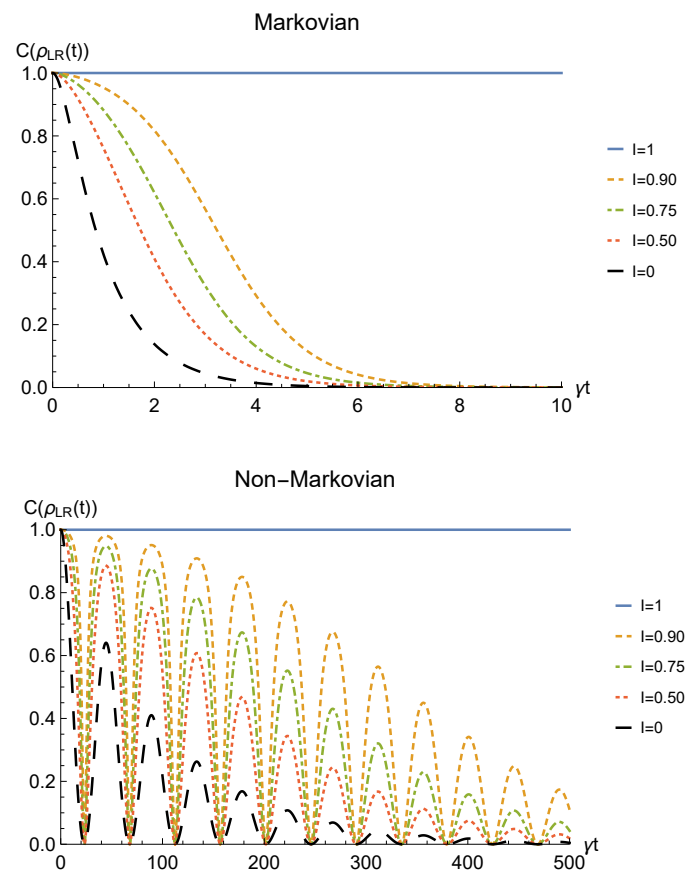 Markovian
C(ρLR(t))
1.0
0.8
0.6
0.4
0.2
0.0
0 2 4 6 8 10 γt
I=1
I=0.90
I=0.75
I=0.50
I=0
Non−Markovian
C(ρLR(t))
1.0
0.8
0.6
0.4
0.2
0.0
0 100 200 300 400 500 γt
I=1
I=0.90
I=0.75
I=0.50
I=0